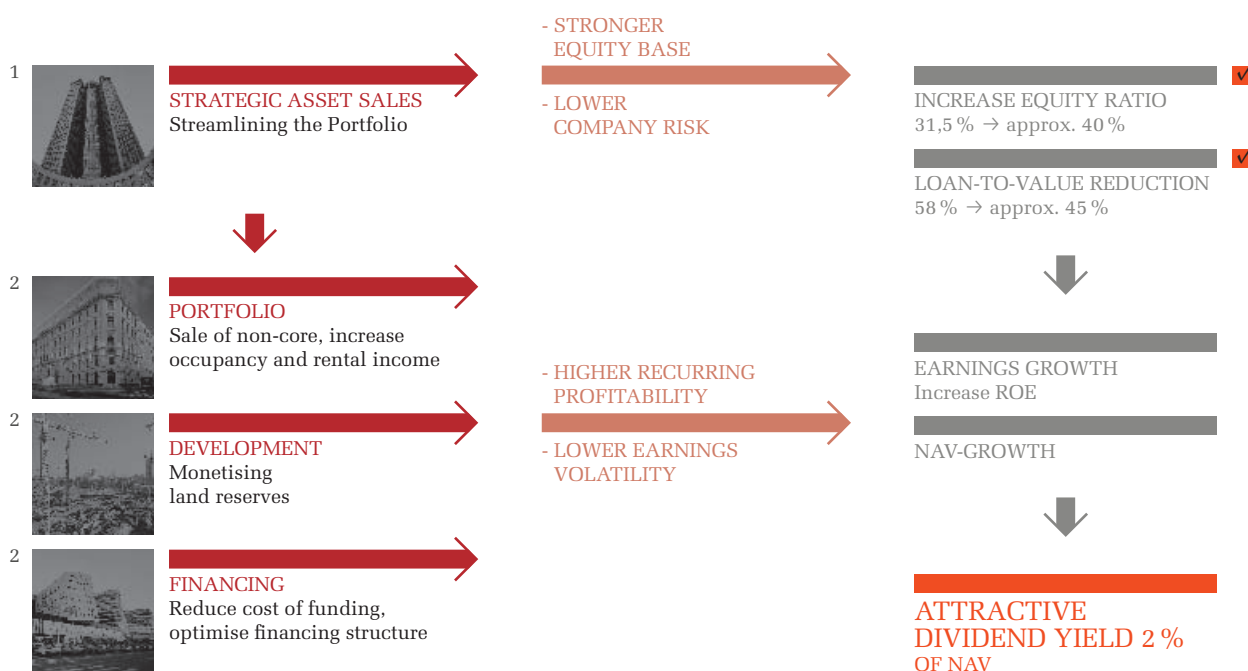 1
STRATEGIC ASSET SALES
Streamlining the Portfolio
- STRONGER
EQUITY BASE
- LOWER
COMPANY RISK
INCREASE EQUITY RATIO
31,5 % → approx. 40 %
LOAN-TO-VALUE REDUCTION
58 % → approx. 45 %
2
PORTFOLIO
Sale of non-core, increase
occupancy and rental income
2
DEVELOPMENT
Monetising
land reserves
2
FINANCING
Reduce cost of funding,
optimise financing structure
- HIGHER RECURRING
PROFITABILITY
- LOWER EARNINGS
VOLATILITY
EARNINGS GROWTH
Increase ROE
NAV-GROWTH
ATTRACTIVE
DIVIDEND YIELD 2 %
OF NAV